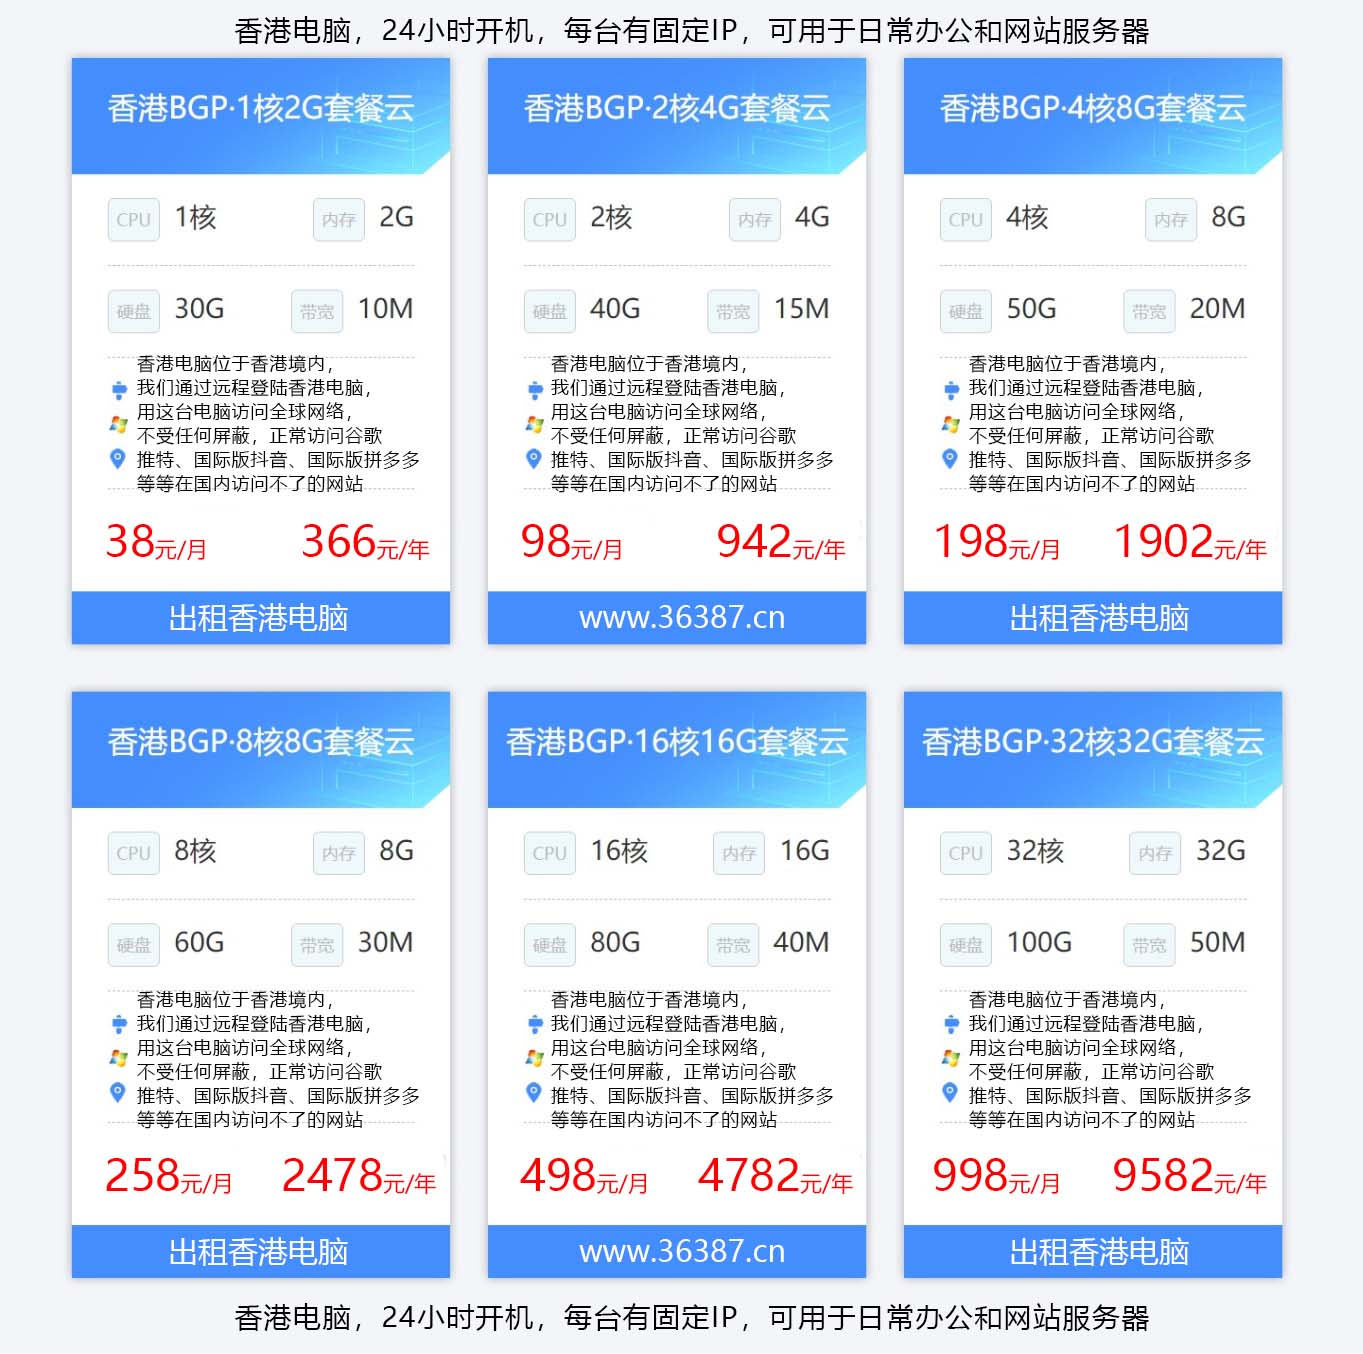 香港电脑，24小时开机，每台有固定IP，可用于日常办公和网站服务器
香港BGP·1核2G套餐云
CPU 1核 内存 2G
硬盘 30G 带宽 10M
香港电脑位于香港境内，
我们通过远程登陆香港电脑，
用这台电脑访问全球网络，
不受任何屏蔽，正常访问谷歌
推特、国际版抖音、国际版拼多多
等等在国内访问不了的网站
38元/月 366元/年
出租香港电脑
香港BGP·2核4G套餐云
CPU 2核 内存 4G
硬盘 40G 带宽 15M
香港电脑位于香港境内，
我们通过远程登陆香港电脑，
用这台电脑访问全球网络，
不受任何屏蔽，正常访问谷歌
推特、国际版抖音、国际版拼多多
等等在国内访问不了的网站
98元/月 942元/年
www.36387.cn
香港BGP·4核8G套餐云
CPU 4核 内存 8G
硬盘 50G 带宽 20M
香港电脑位于香港境内，
我们通过远程登陆香港电脑，
用这台电脑访问全球网络，
不受任何屏蔽，正常访问谷歌
推特、国际版抖音、国际版拼多多
等等在国内访问不了的网站
198元/月 1902元/年
出租香港电脑
香港BGP·8核8G套餐云
CPU 8核 内存 8G
硬盘 60G 带宽 30M
香港电脑位于香港境内，
我们通过远程登陆香港电脑，
用这台电脑访问全球网络，
不受任何屏蔽，正常访问谷歌
推特、国际版抖音、国际版拼多多
等等在国内访问不了的网站
258元/月 2478元/年
出租香港电脑
香港BGP·16核16G套餐云
CPU 16核 内存 16G
硬盘 80G 带宽 40M
香港电脑位于香港境内，
我们通过远程登陆香港电脑，
用这台电脑访问全球网络，
不受任何屏蔽，正常访问谷歌
推特、国际版抖音、国际版拼多多
等等在国内访问不了的网站
498元/月 4782元/年
www.36387.cn
香港BGP·32核32G套餐云
CPU 32核 内存 32G
硬盘 100G 带宽 50M
香港电脑位于香港境内，
我们通过远程登陆香港电脑，
用这台电脑访问全球网络，
不受任何屏蔽，正常访问谷歌
推特、国际版抖音、国际版拼多多
等等在国内访问不了的网站
998元/月 9582元/年
出租香港电脑
香港电脑，24小时开机，每台有固定IP，可用于日常办公和网站服务器